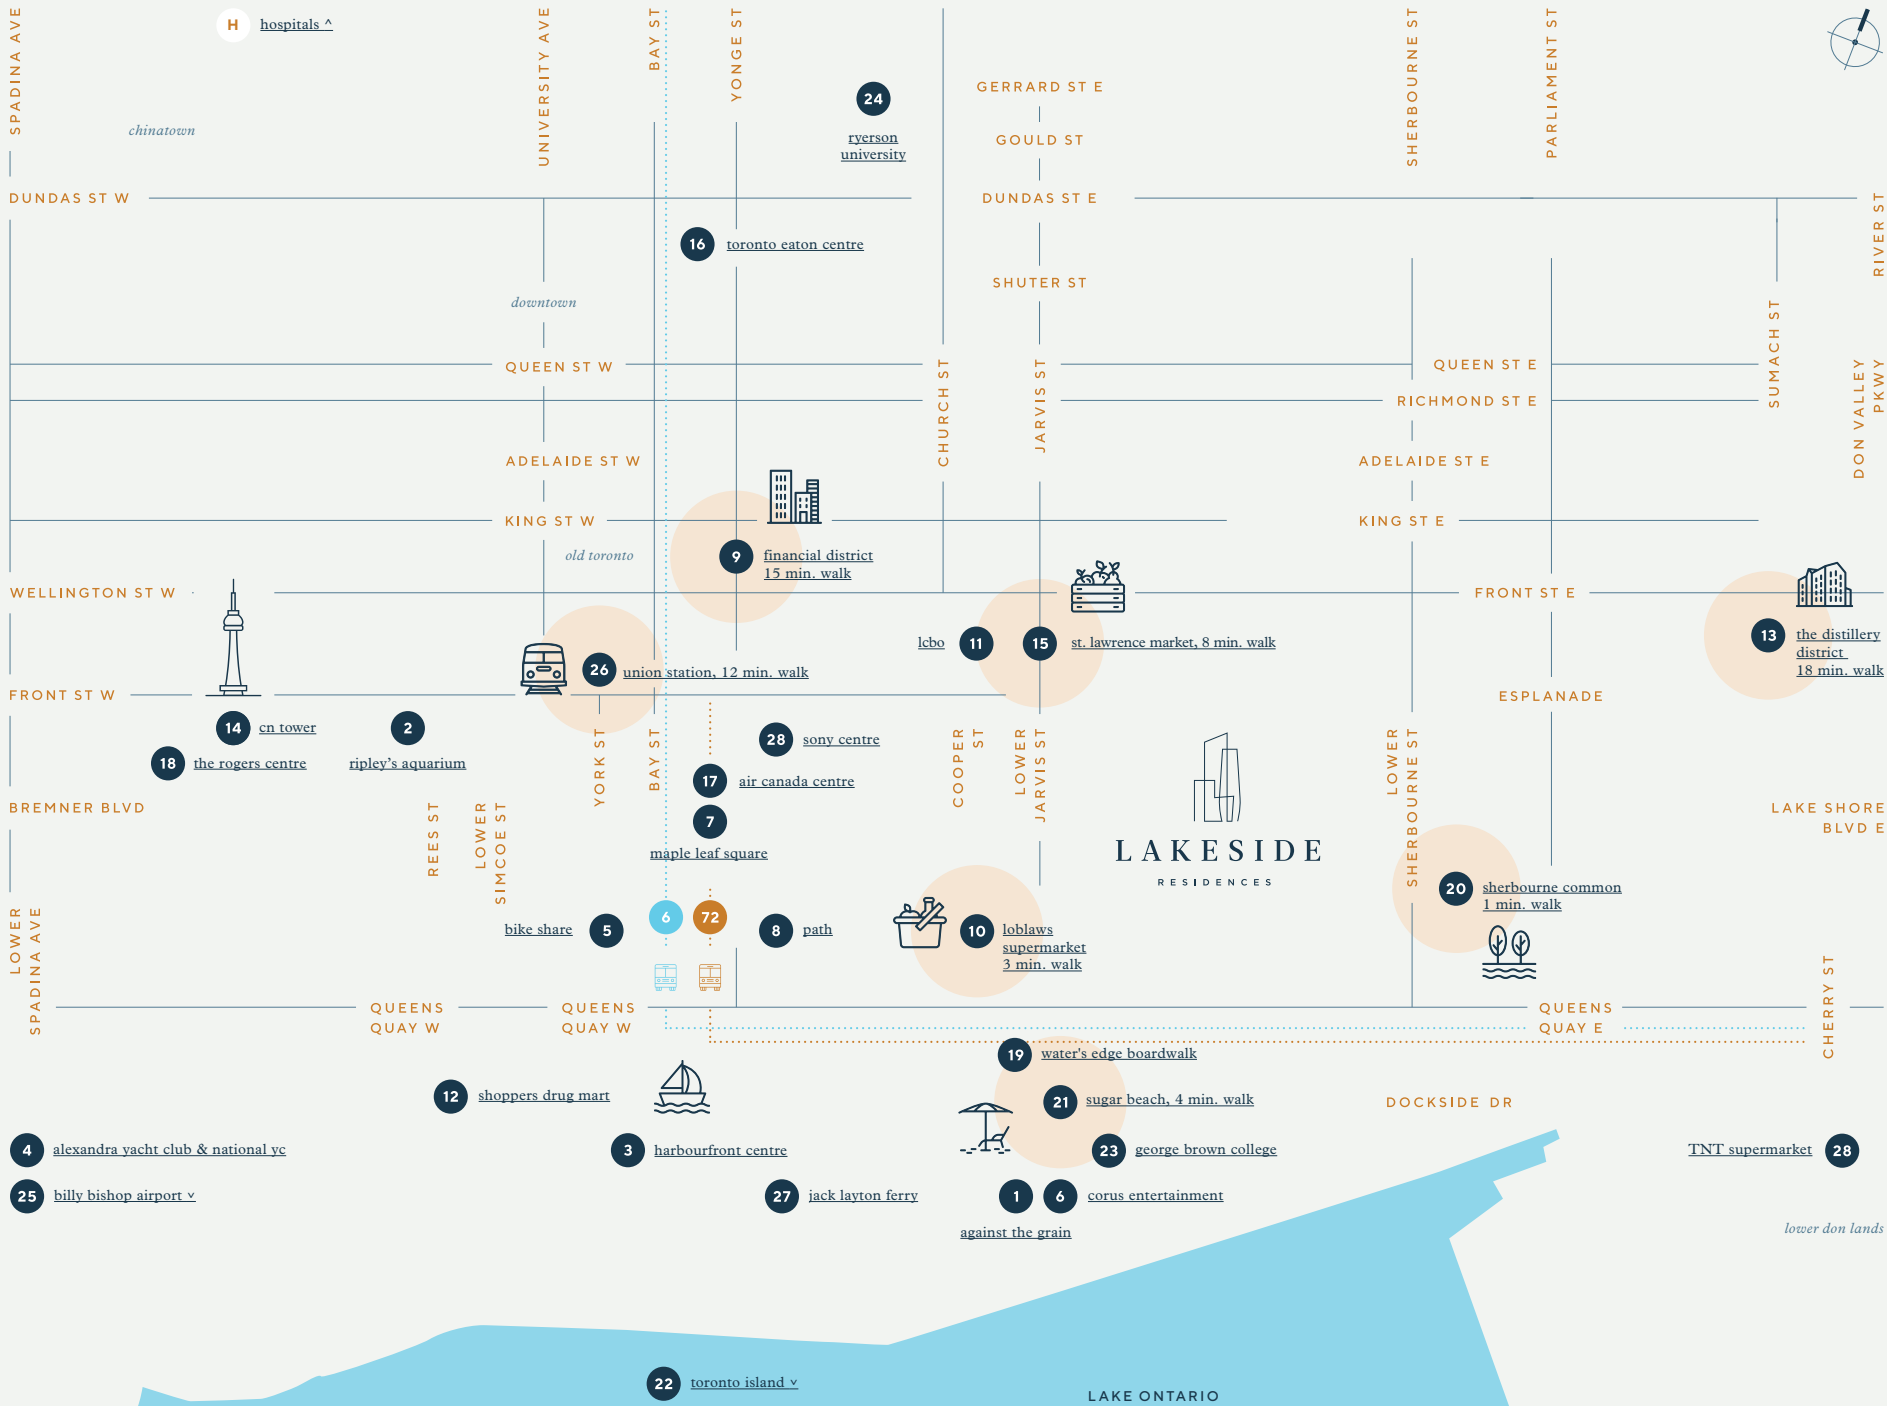 SPADINA AVE
H
hospitals ^
UNIVERSITY AVE
BAY ST
YONGE ST
SHERBOURNE ST
PARLIAMENT ST
GERRARD ST E
24
ryerson
university
chinatown
GOULD ST
DUNDAS ST W
DUNDAS ST E
RIVER ST
16
toronto eaton centre
SHUTER ST
downtown
SUMACH ST
QUEEN ST W
QUEEN ST E
CHURCH ST
JARVIS ST
DON VALLEY
PKWY
RICHMOND ST E
ADELAIDE ST W
ADELAIDE ST E
KING ST W
KING ST E
old toronto
9
financial district
15 min. walk
WELLINGTON ST W
FRONT ST E
lcbo
11
15
st. lawrence market, 8 min. walk
13
the distillery
district
18 min. walk
26
union station, 12 min. walk
FRONT ST W
ESPLANADE
14
cn tower
2
18
the rogers centre
ripley's aquarium
YORK ST
BAY ST
28
sony centre
COOPER
ST
LOWER
JARVIS ST
LOWER
SHERBOURNE ST
17
air canada centre
BREMNER BLVD
REES ST
LOWER
SIMCOE ST
7
maple leaf square
LAKE SHORE
BLVD E
LAKESIDE
RESIDENCES
20
sherbourne common
1 min. walk
LOWER
SPADINA AVE
bike share
5
6
72
8
path
10
loblaws
supermarket
3 min. walk
CHERRY ST
QUEENS
QUAY W
QUEENS
QUAY W
QUEENS
QUAY E
19
water's edge boardwalk
12
shoppers drug mart
21
sugar beach, 4 min. walk
DOCKSIDE DR
4
alexandra yacht club & national yc
3
harbourfront centre
23
george brown college
TNT supermarket
28
25
billy bishop airport ˅
27
jack layton ferry
1
6
corus entertainment
against the grain
lower don lands
22
toronto island ˅
LAKE ONTARIO